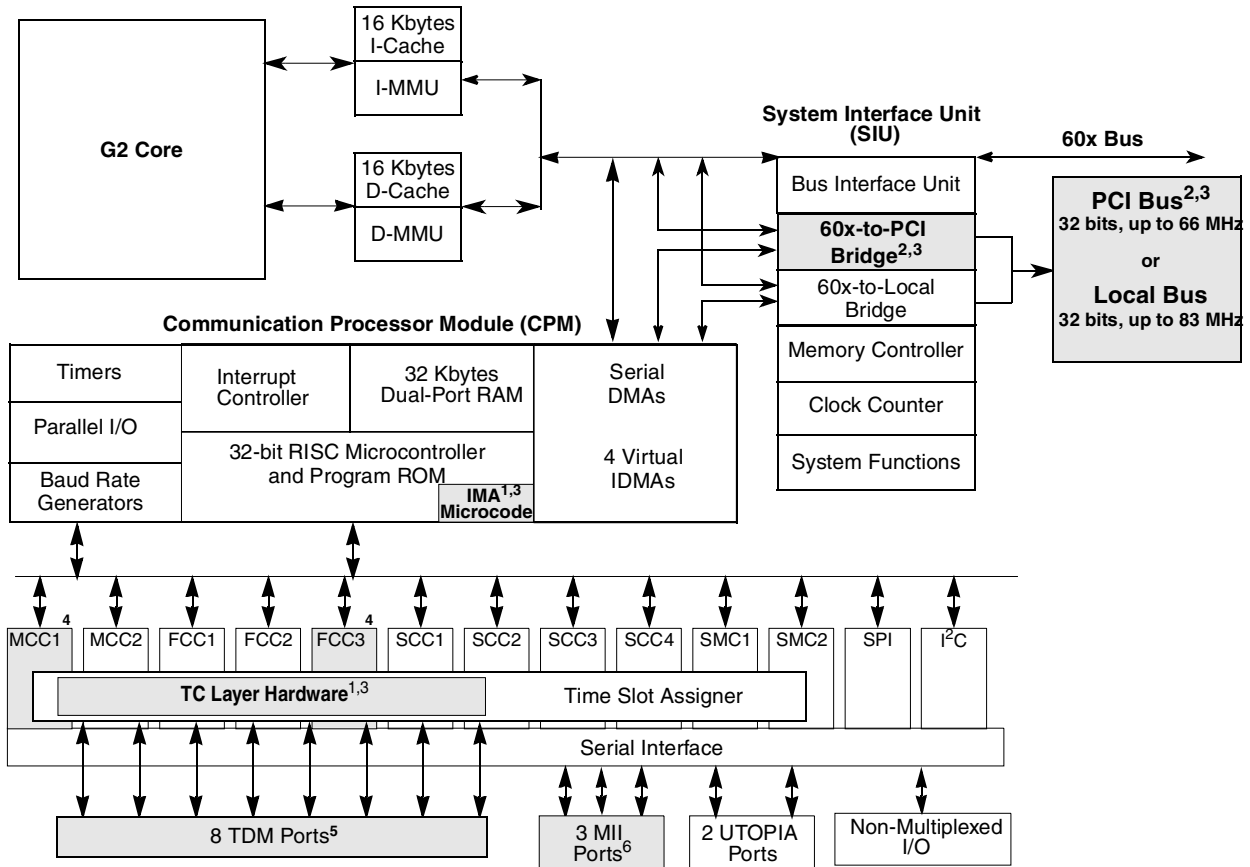 16 Kbytes
I-Cache
I-MMU
G2 Core
16 Kbytes
D-Cache
D-MMU
System Interface Unit
(SIU)
60x Bus
Bus Interface Unit
60x-to-PCI
Bridge2,3
60x-to-Local
Bridge
Memory Controller
Clock Counter
System Functions
PCI Bus2,3
32 bits, up to 66 MHz
or
Local Bus
32 bits, up to 83 MHz
Communication Processor Module (CPM)
Timers
Parallel I/O
Baud Rate
Generators
Interrupt
Controller
32 Kbytes
Dual-Port RAM
32-bit RISC Microcontroller
and Program ROM
IMA1,3
Microcode
Serial
DMAs
4 Virtual
IDMAs
MCC1 4
MCC2
FCC1
FCC2
FCC3 4
SCC1
SCC2
SCC3
SCC4
SMC1
SMC2
SPI
I2C
TC Layer Hardware1,3
Time Slot Assigner
Serial Interface
8 TDM Ports5
3 MII
Ports6
2 UTOPIA
Ports
Non-Multiplexed
I/O